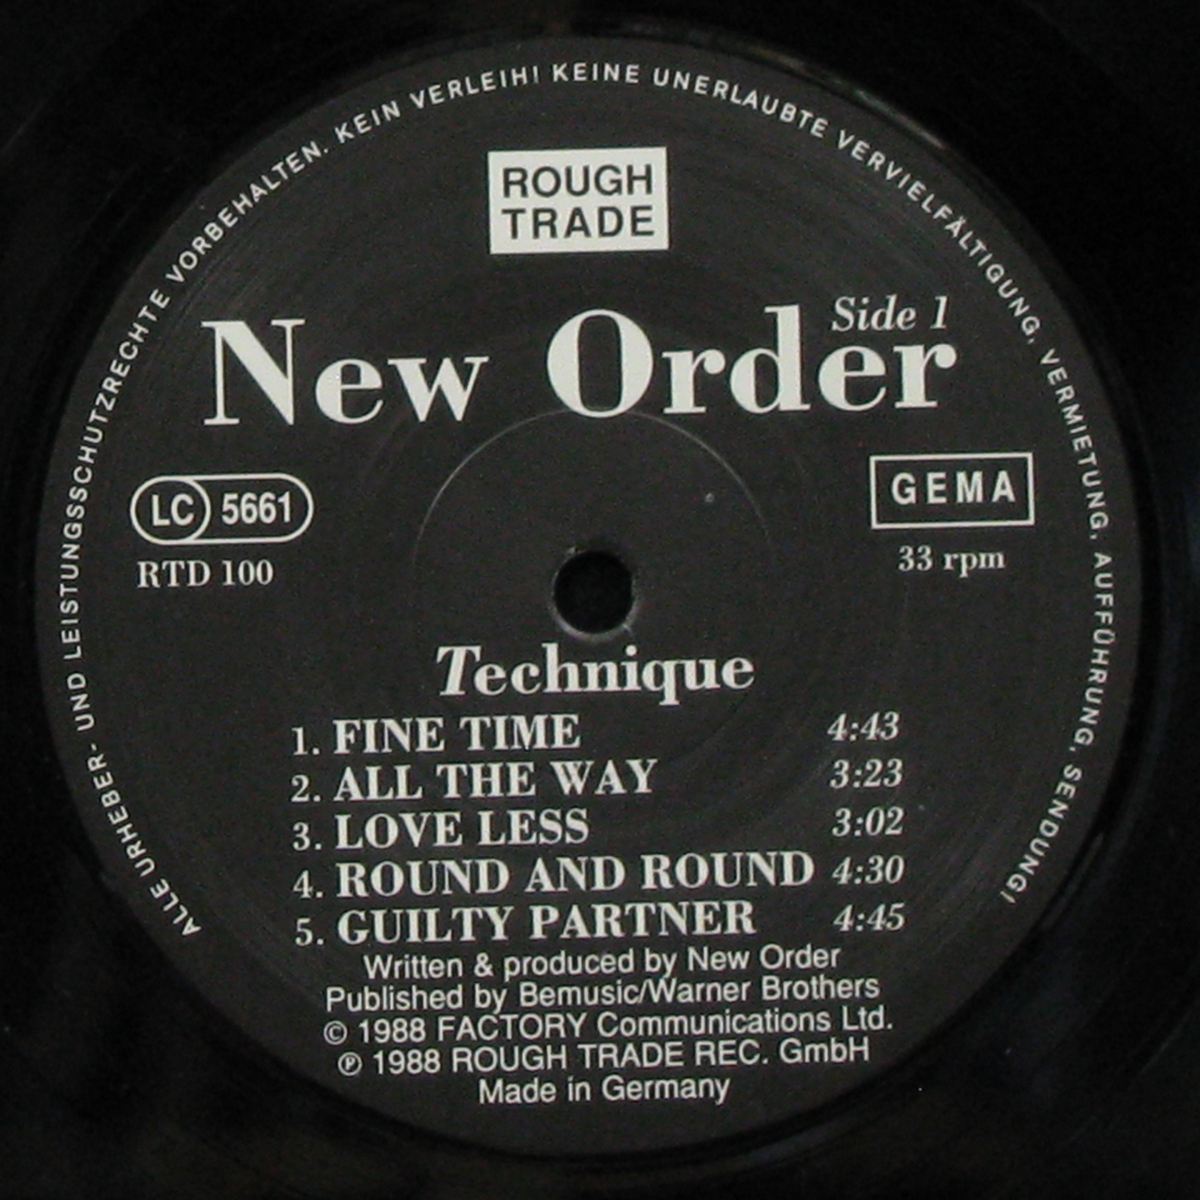 ALLE URHEBER- UND LEISTUNGSSCHUTZRECHTE VORBEHALTEN. KEIN VERLEIH! KEINE UNERLAUBTE VERVIELFÄLTIGUNG, VERMIETUNG, AUFFÜHRUNG, SENDUNG!
ROUGH
TRADE
Side 1
New Order
LC 5661
GEMA
RTD 100
33 rpm
Technique
1. FINE TIME 4:43
2. ALL THE WAY 3:23
3. LOVE LESS 3:02
4. ROUND AND ROUND 4:30
5. GUILTY PARTNER 4:45
Written & produced by New Order
Published by Bemusic/Warner Brothers
© 1988 FACTORY Communications Ltd.
℗ 1988 ROUGH TRADE REC. GmbH
Made in Germany